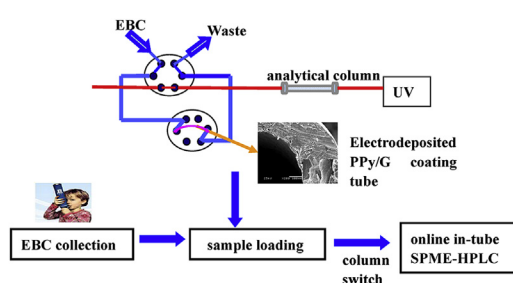 EBC
Waste
analytical column
UV
Electrodeposited
PPy/G coating
tube
EBC collection
sample loading
column
switch
online in-tube
SPME-HPLC